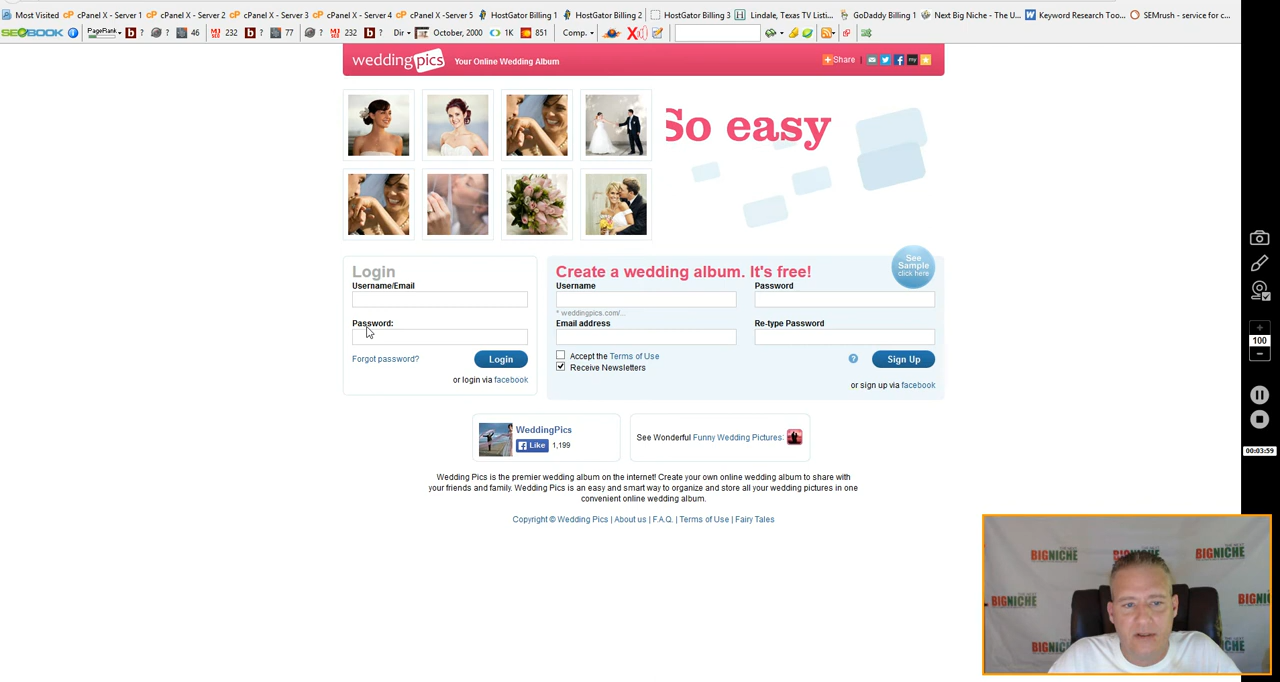 Most Visited cPanel X - Server 1 cPanel X - Server 2 cPanel X - Server 3 cPanel X - Server 4 cPanel X -Server 5 HostGator Billing 1 HostGator Billing 2 HostGator Billing 3 Lindale, Texas TV Listi... GoDaddy Billing 1 Next Big Niche - The U... Keyword Research Too... SEMrush - service for c...
SEOBOOK PageRank ? ? 46 232 ? 77 ? 232 ? Dir October, 2000 1K 851 Comp.
weddingpics Your Online Wedding Album Share |
So easy
See
Sample
click here
Login
Username/Email
Password:
Forgot password? Login
or login via facebook
Create a wedding album. It's free!
Username Password
* weddingpics.com/...
Email address Re-type Password
Accept the Terms of Use
Receive Newsletters
? Sign Up
or sign up via facebook
WeddingPics
Like 1,199
See Wonderful Funny Wedding Pictures:
Wedding Pics is the premier wedding album on the internet! Create your own online wedding album to share with
your friends and family. Wedding Pics is an easy and smart way to organize and store all your wedding pictures in one
convenient online wedding album.
Copyright © Wedding Pics | About us | F.A.Q. | Terms of Use | Fairy Tales
100
00:03:59
BIGNICHE
BIGNICHE
BIGNICHE
BIGNICHE
BIGNICHE